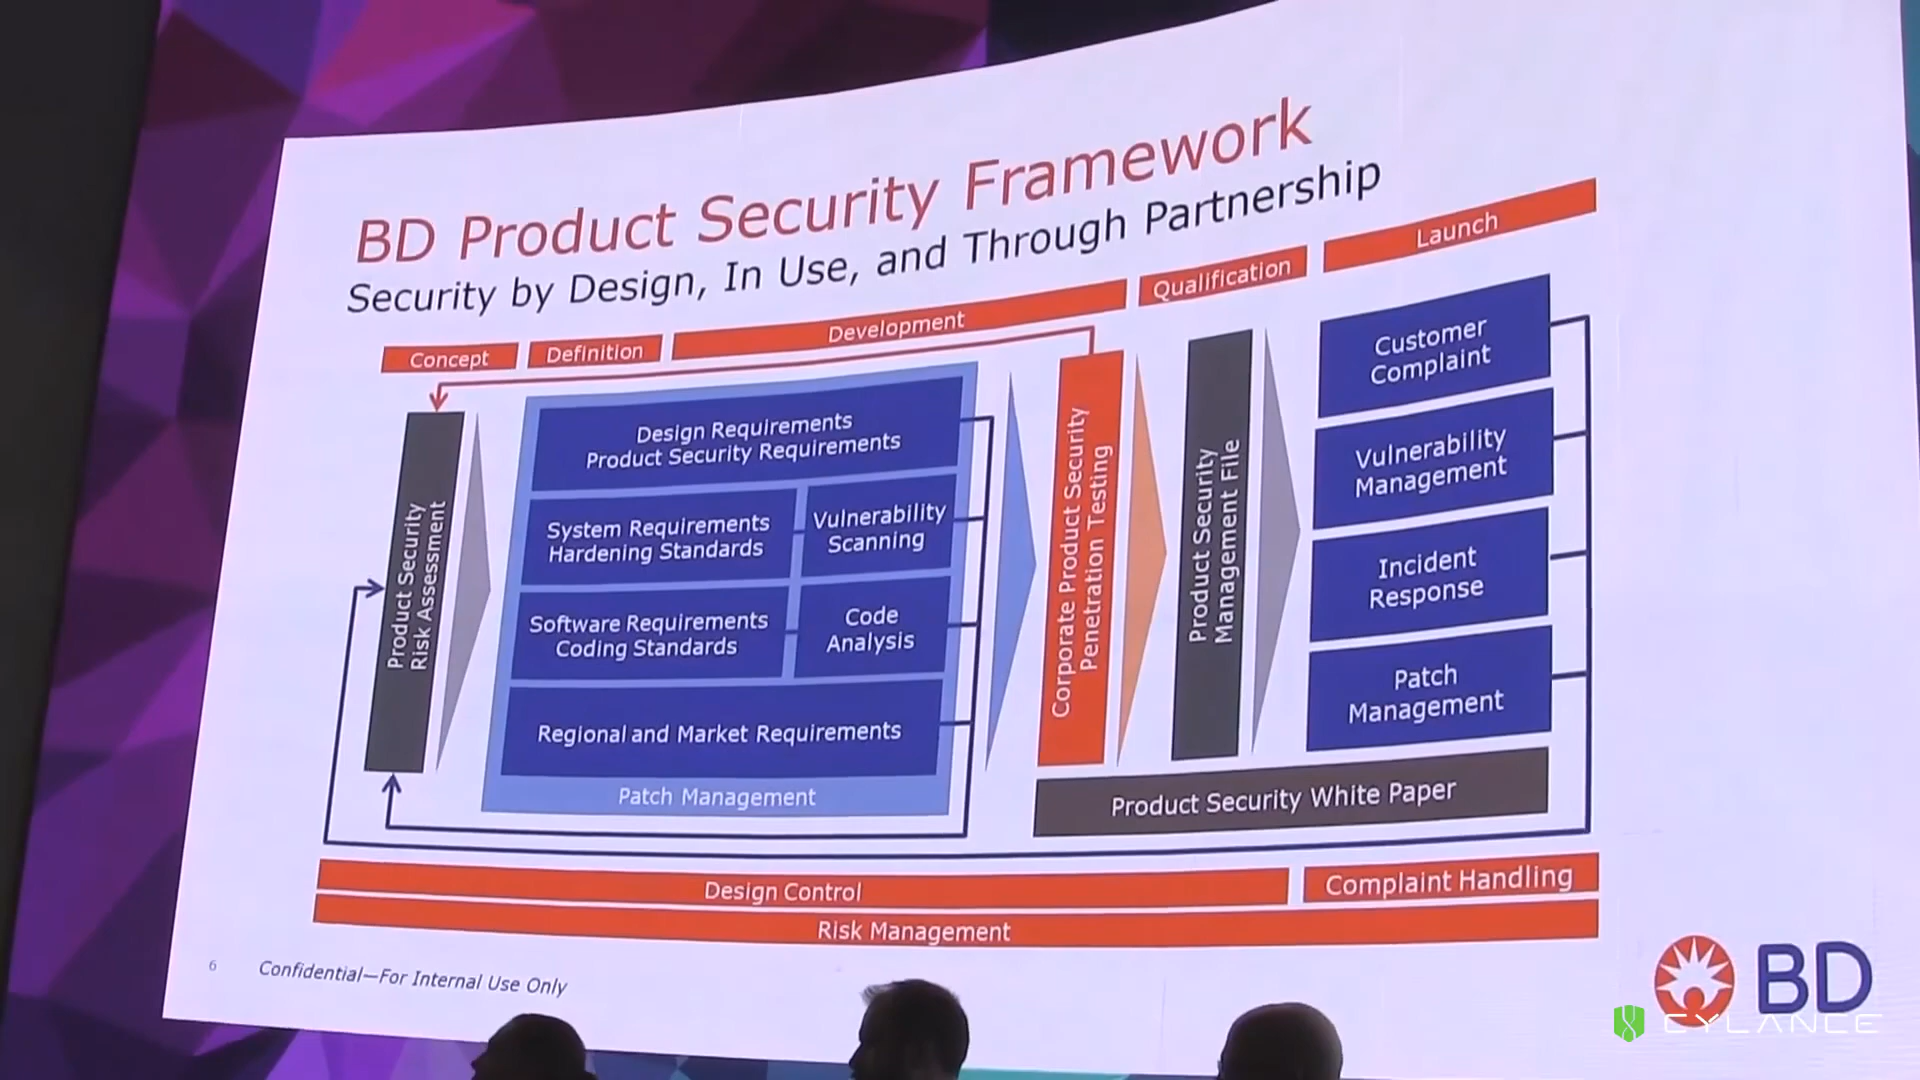 BD Product Security Framework
Security by Design, In Use, and Through Partnership
Concept
Definition
Development
Qualification
Launch
Product Security
Risk Assessment
Design Requirements
Product Security Requirements
System Requirements
Hardening Standards
Vulnerability
Scanning
Software Requirements
Coding Standards
Code
Analysis
Regional and Market Requirements
Patch Management
Corporate Product Security
Penetration Testing
Product Security
Management File
Customer
Complaint
Vulnerability
Management
Incident
Response
Patch
Management
Product Security White Paper
Design Control
Complaint Handling
Risk Management
6
Confidential—For Internal Use Only
BD
CYLANCE